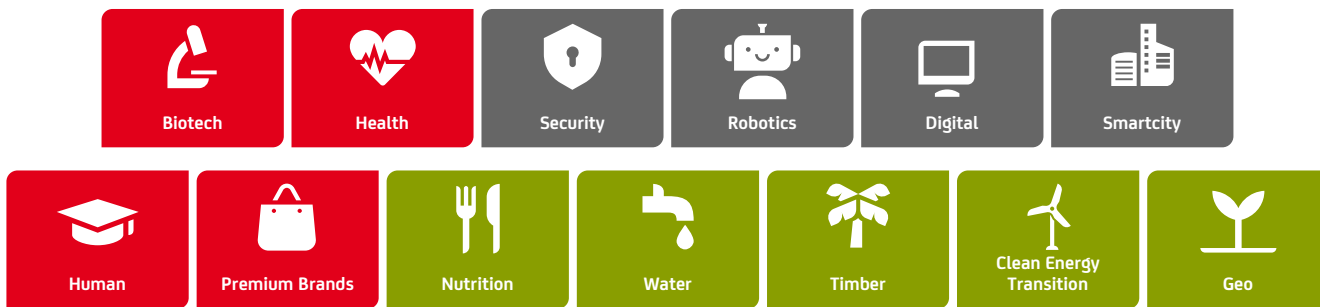 Biotech
Health
Security
Robotics
Digital
Smartcity
Human
Premium Brands
Nutrition
Water
Timber
Clean Energy
Transition
Geo